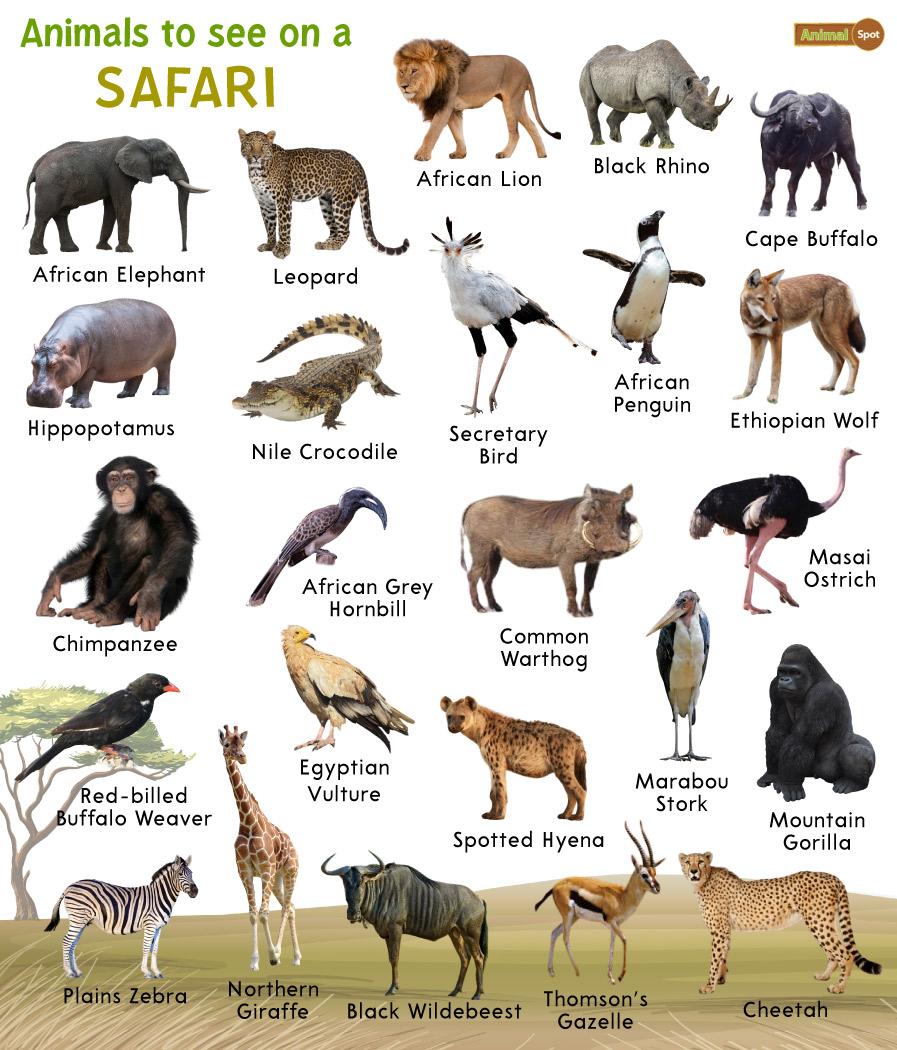 Animals to see on a
SAFARI
Animal Spot
African Lion
Black Rhino
Cape Buffalo
African Elephant
Leopard
Hippopotamus
Nile Crocodile
Secretary
Bird
African
Penguin
Ethiopian Wolf
Chimpanzee
African Grey
Hornbill
Common
Warthog
Masai
Ostrich
Red-billed
Buffalo Weaver
Egyptian
Vulture
Spotted Hyena
Marabou
Stork
Mountain
Gorilla
Plains Zebra
Northern
Giraffe
Black Wildebeest
Thomson's
Gazelle
Cheetah